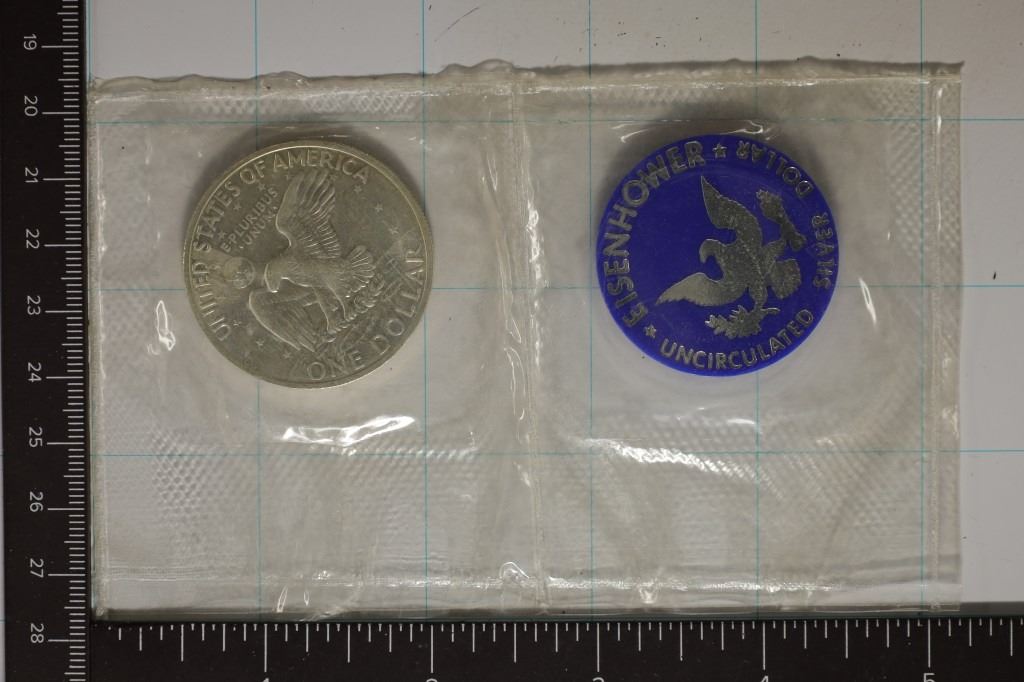 UNITED STATES OF AMERICA
E·PLURIBUS
UNUM
ONE DOLLAR
EISENHOWER ★ SILVER DOLLAR
★ UNCIRCULATED
19
20
21
22
23
24
25
26
27
28
1
2
3
4
5